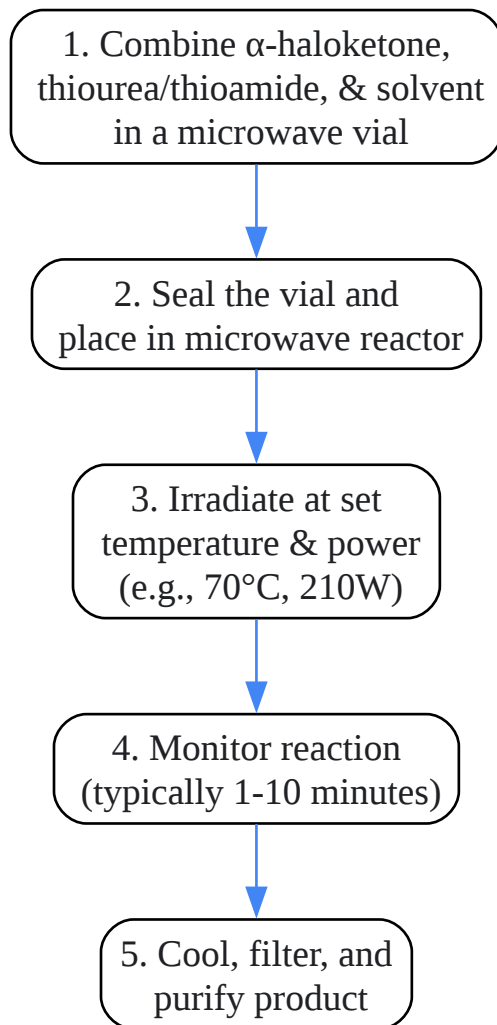 1. Combine α-haloketone,
thiourea/thioamide, & solvent
in a microwave vial
2. Seal the vial and
place in microwave reactor
3. Irradiate at set
temperature & power
(e.g., 70°C, 210W)
4. Monitor reaction
(typically 1-10 minutes)
5. Cool, filter, and
purify product